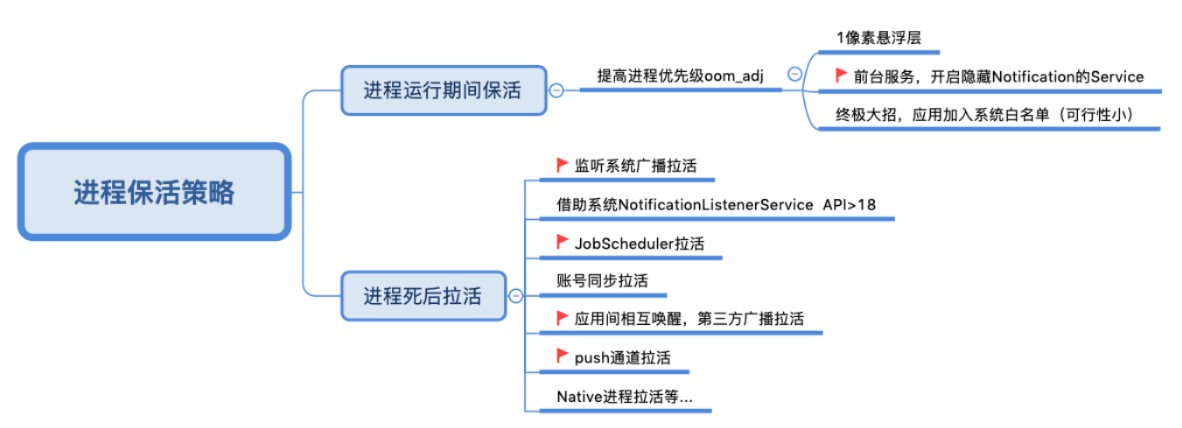 进程保活策略
进程运行期间保活
提高进程优先级oom_adj
1像素悬浮层
前台服务，开启隐藏Notification的Service
终极大招，应用加入系统白名单（可行性小）
进程死后拉活
监听系统广播拉活
借助系统NotificationListenerService API>18
JobScheduler拉活
账号同步拉活
应用间相互唤醒，第三方广播拉活
push通道拉活
Native进程拉活等...